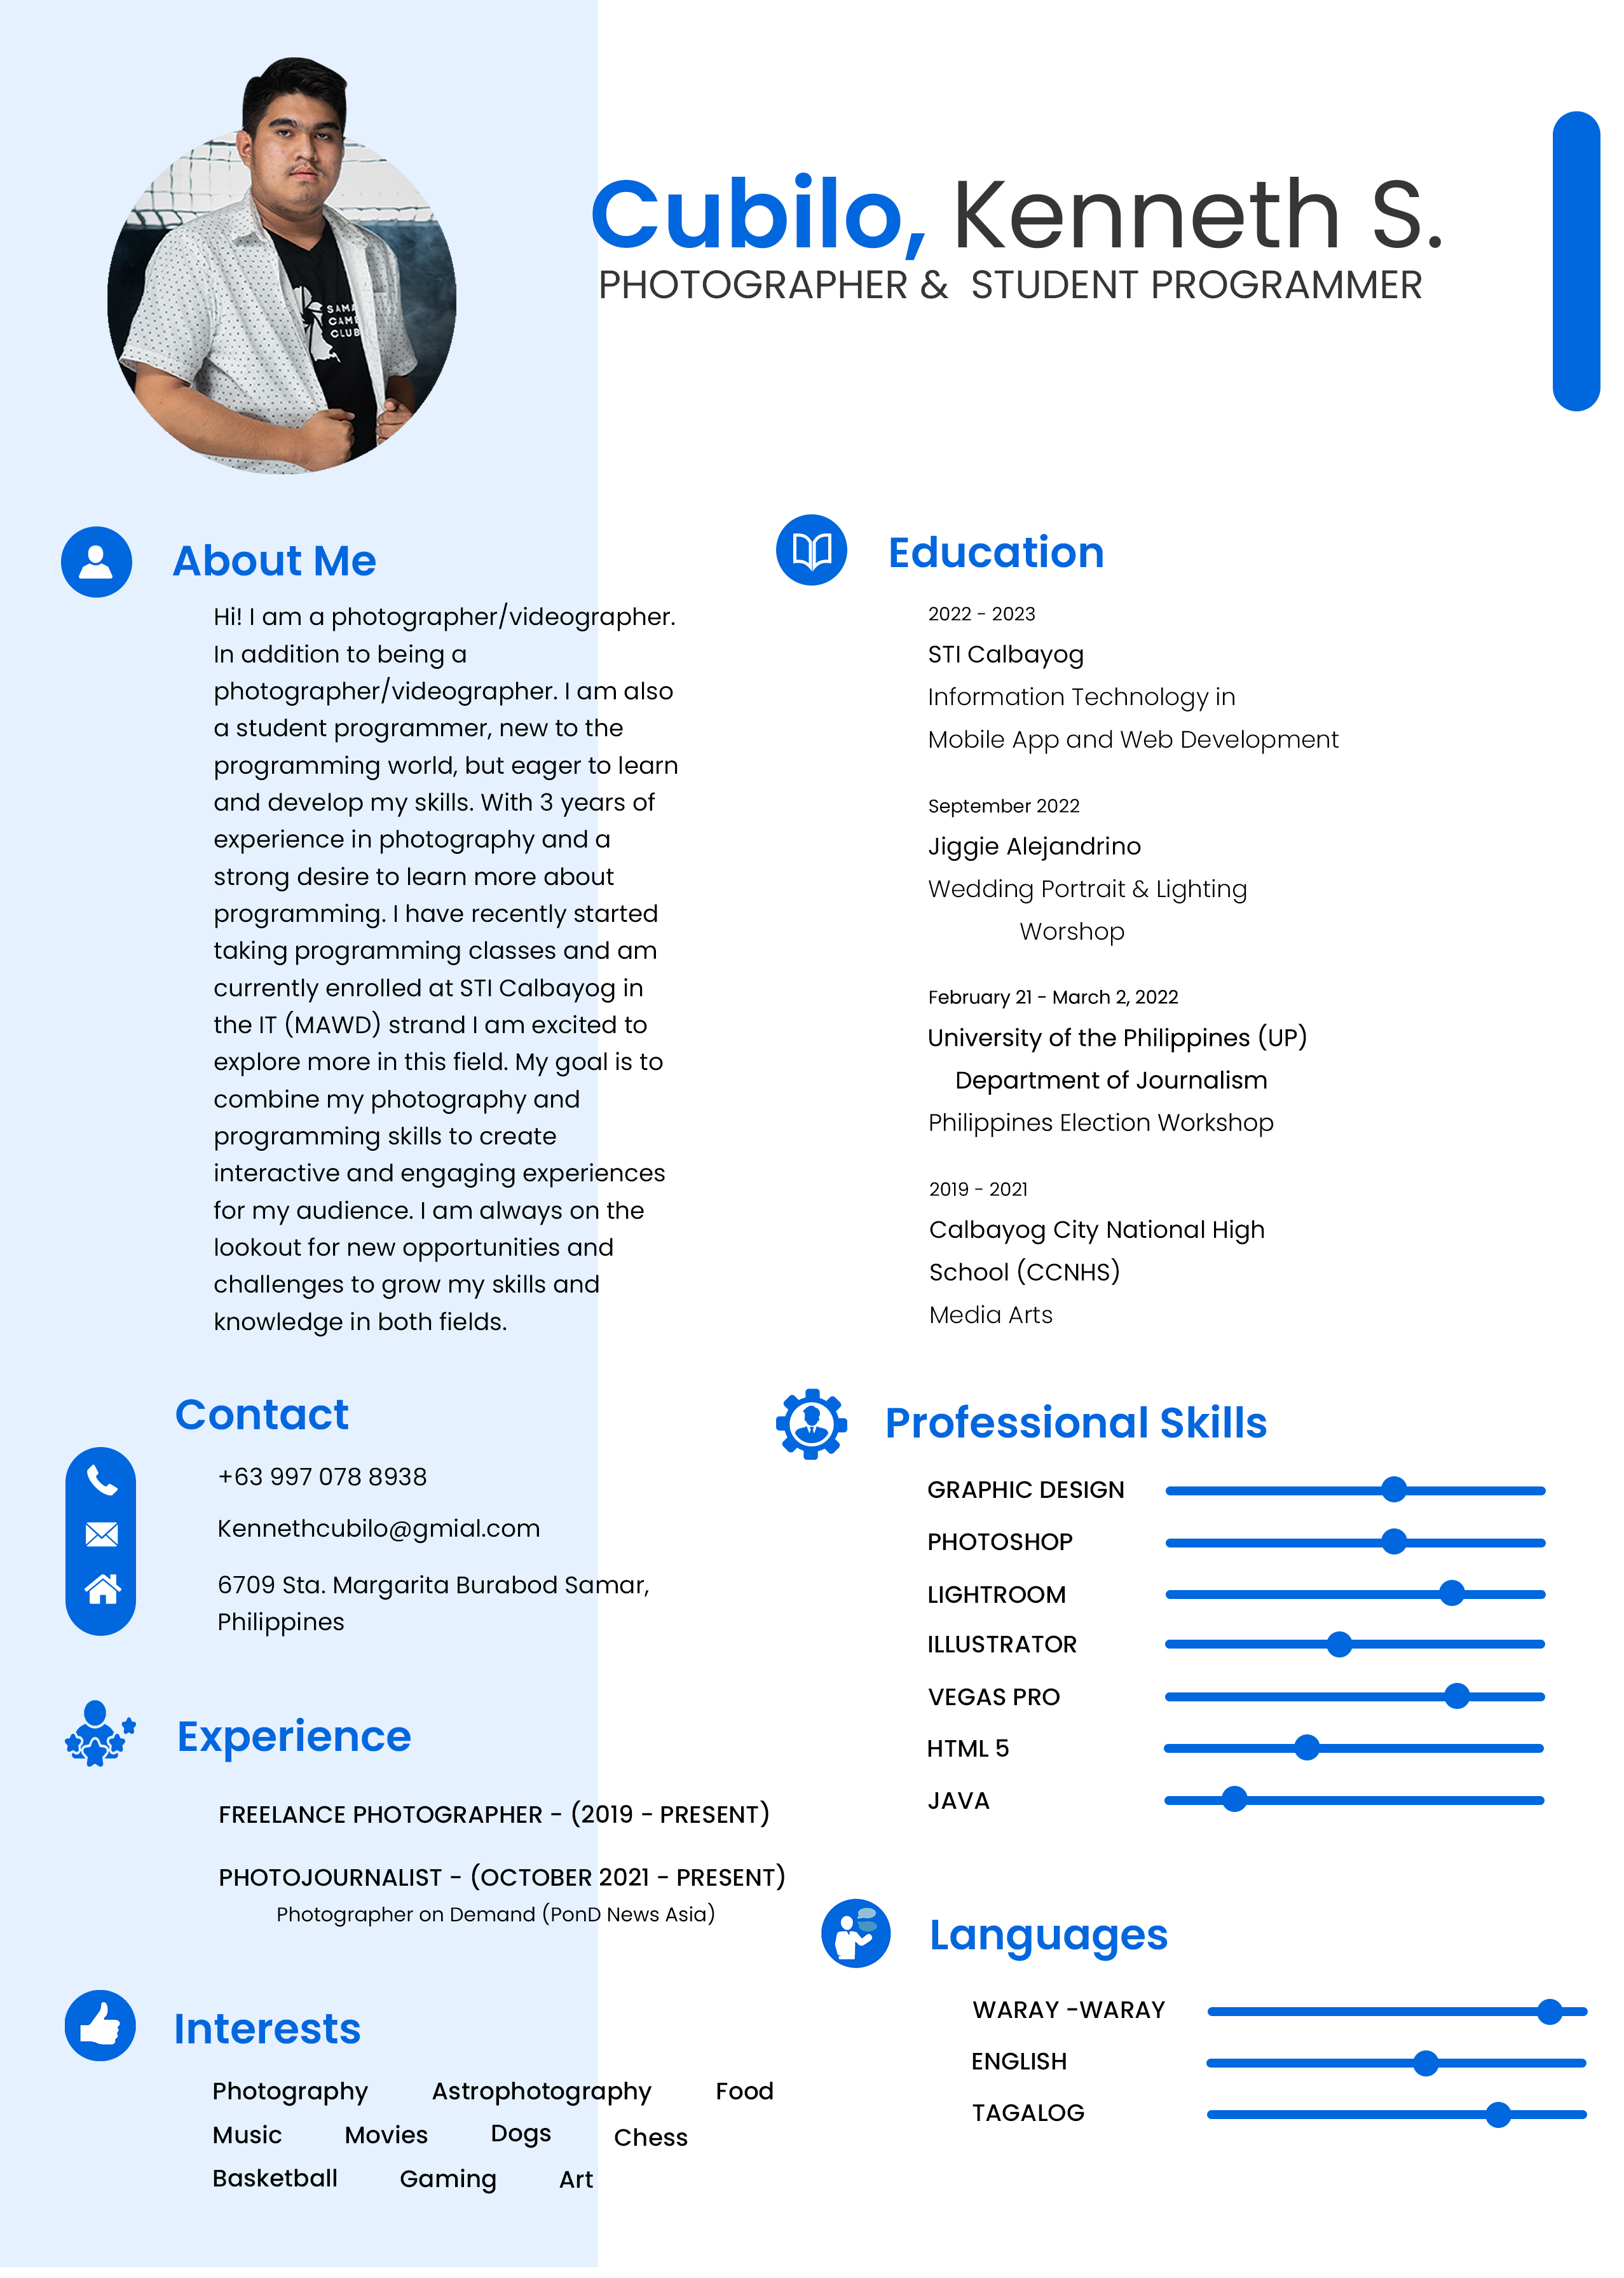 Cubilo, Kenneth S.
PHOTOGRAPHER & STUDENT PROGRAMMER
About Me
Hi! I am a photographer/videographer.
In addition to being a
photographer/videographer. I am also
a student programmer, new to the
programming world, but eager to learn
and develop my skills. With 3 years of
experience in photography and a
strong desire to learn more about
programming. I have recently started
taking programming classes and am
currently enrolled at STI Calbayog in
the IT (MAWD) strand I am excited to
explore more in this field. My goal is to
combine my photography and
programming skills to create
interactive and engaging experiences
for my audience. I am always on the
lookout for new opportunities and
challenges to grow my skills and
knowledge in both fields.
Contact
+63 997 078 8938
Kennethcubilo@gmial.com
6709 Sta. Margarita Burabod Samar,
Philippines
Experience
FREELANCE PHOTOGRAPHER - (2019 - PRESENT)
PHOTOJOURNALIST - (OCTOBER 2021 - PRESENT)
Photographer on Demand (PonD News Asia)
Interests
Photography Astrophotography Food
Music Movies Dogs Chess
Basketball Gaming Art
Education
2022 - 2023
STI Calbayog
Information Technology in
Mobile App and Web Development
September 2022
Jiggie Alejandrino
Wedding Portrait & Lighting
Worshop
February 21 - March 2, 2022
University of the Philippines (UP)
Department of Journalism
Philippines Election Workshop
2019 - 2021
Calbayog City National High
School (CCNHS)
Media Arts
Professional Skills
GRAPHIC DESIGN
PHOTOSHOP
LIGHTROOM
ILLUSTRATOR
VEGAS PRO
HTML 5
JAVA
Languages
WARAY -WARAY
ENGLISH
TAGALOG